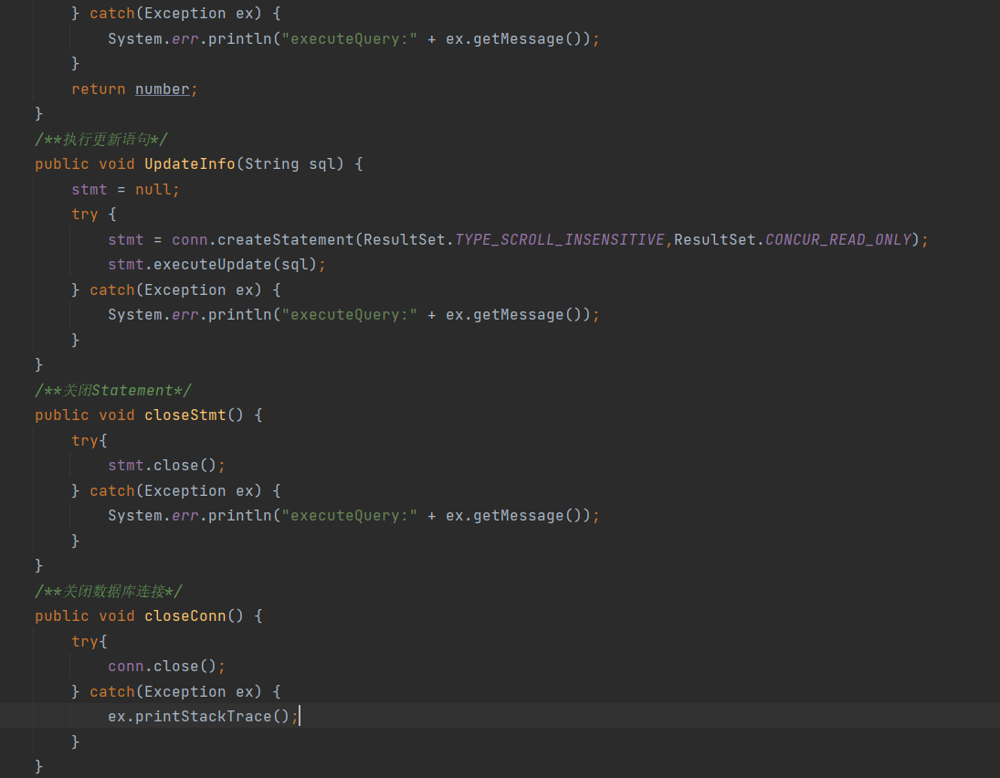 } catch(Exception ex) {
System.err.println("executeQuery:" + ex.getMessage());
}
return number;
}
/**执行更新语句*/
public void UpdateInfo(String sql) {
stmt = null;
try {
stmt = conn.createStatement(ResultSet.TYPE_SCROLL_INSENSITIVE,ResultSet.CONCUR_READ_ONLY);
stmt.executeUpdate(sql);
} catch(Exception ex) {
System.err.println("executeQuery:" + ex.getMessage());
}
}
/**关闭Statement*/
public void closeStmt() {
try{
stmt.close();
} catch(Exception ex) {
System.err.println("executeQuery:" + ex.getMessage());
}
}
/**关闭数据库连接*/
public void closeConn() {
try{
conn.close();
} catch(Exception ex) {
ex.printStackTrace();
}
}